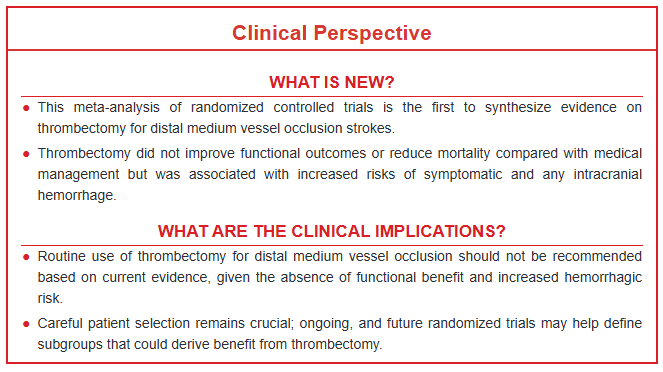 Clinical Perspective
WHAT IS NEW?
● This meta-analysis of randomized controlled trials is the first to synthesize evidence on
thrombectomy for distal medium vessel occlusion strokes.
● Thrombectomy did not improve functional outcomes or reduce mortality compared with medical
management but was associated with increased risks of symptomatic and any intracranial
hemorrhage.
WHAT ARE THE CLINICAL IMPLICATIONS?
● Routine use of thrombectomy for distal medium vessel occlusion should not be recommended
based on current evidence, given the absence of functional benefit and increased hemorrhagic
risk.
● Careful patient selection remains crucial; ongoing, and future randomized trials may help define
subgroups that could derive benefit from thrombectomy.